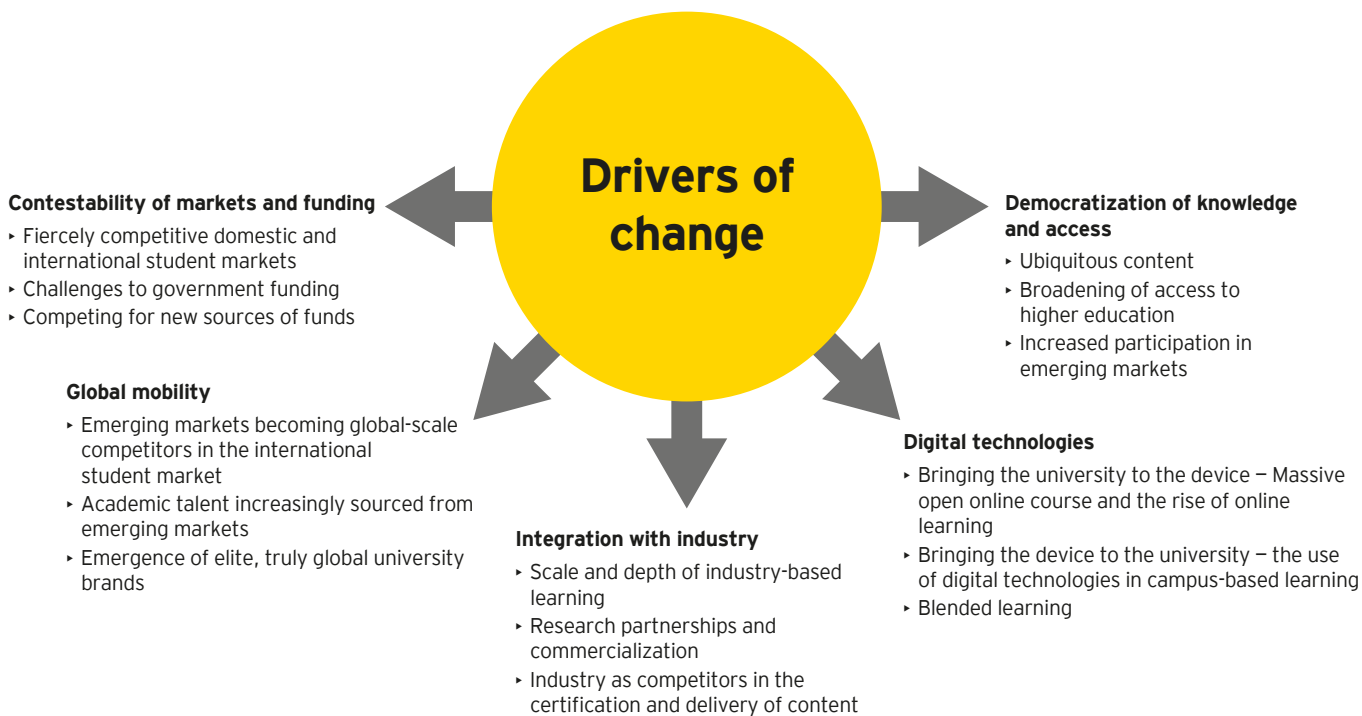 Drivers of
change
Contestability of markets and funding
‣ Fiercely competitive domestic and
international student markets
‣ Challenges to government funding
‣ Competing for new sources of funds
Global mobility
‣ Emerging markets becoming global-scale
competitors in the international
student market
‣ Academic talent increasingly sourced from
emerging markets
‣ Emergence of elite, truly global university
brands
Integration with industry
‣ Scale and depth of industry-based
learning
‣ Research partnerships and
commercialization
‣ Industry as competitors in the
certification and delivery of content
Digital technologies
‣ Bringing the university to the device — Massive
open online course and the rise of online
learning
‣ Bringing the device to the university — the use
of digital technologies in campus-based learning
‣ Blended learning
Democratization of knowledge
and access
‣ Ubiquitous content
‣ Broadening of access to
higher education
‣ Increased participation in
emerging markets